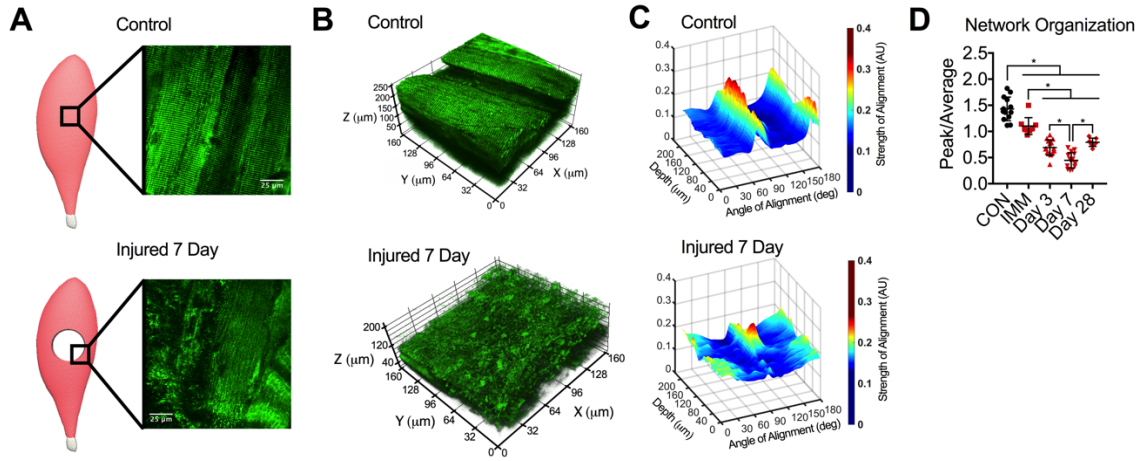 A
Control
25 μm
Injured 7 Day
25 μm
B
Control
250
200
150
100
50
Z (μm)
160
128
96
64
32
0
Y (μm)
0
32
64
96
128
160
X (μm)
Injured 7 Day
200
120
40
Z (μm)
160
128
96
64
32
0
Y (μm)
0
32
64
96
128
160
X (μm)
C
Control
0.4
0.3
0.2
0.1
0
200
160
120
80
40
0
Depth (μm)
0 30 60 90 120 150 180
Angle of Alignment (deg)
0.4
0.3
0.2
0.1
0
Strength of Alignment (AU)
Injured 7 Day
0.4
0.3
0.2
0.1
0
200
160
120
80
40
0
Depth (μm)
0 30 60 90 120 150 180
Angle of Alignment (deg)
0.4
0.3
0.2
0.1
0
Strength of Alignment (AU)
D
Network Organization
2.5
2.0
1.5
1.0
0.5
0.0
Peak/Average
*
*
* *
CON
IMM
Day 3
Day 7
Day 28